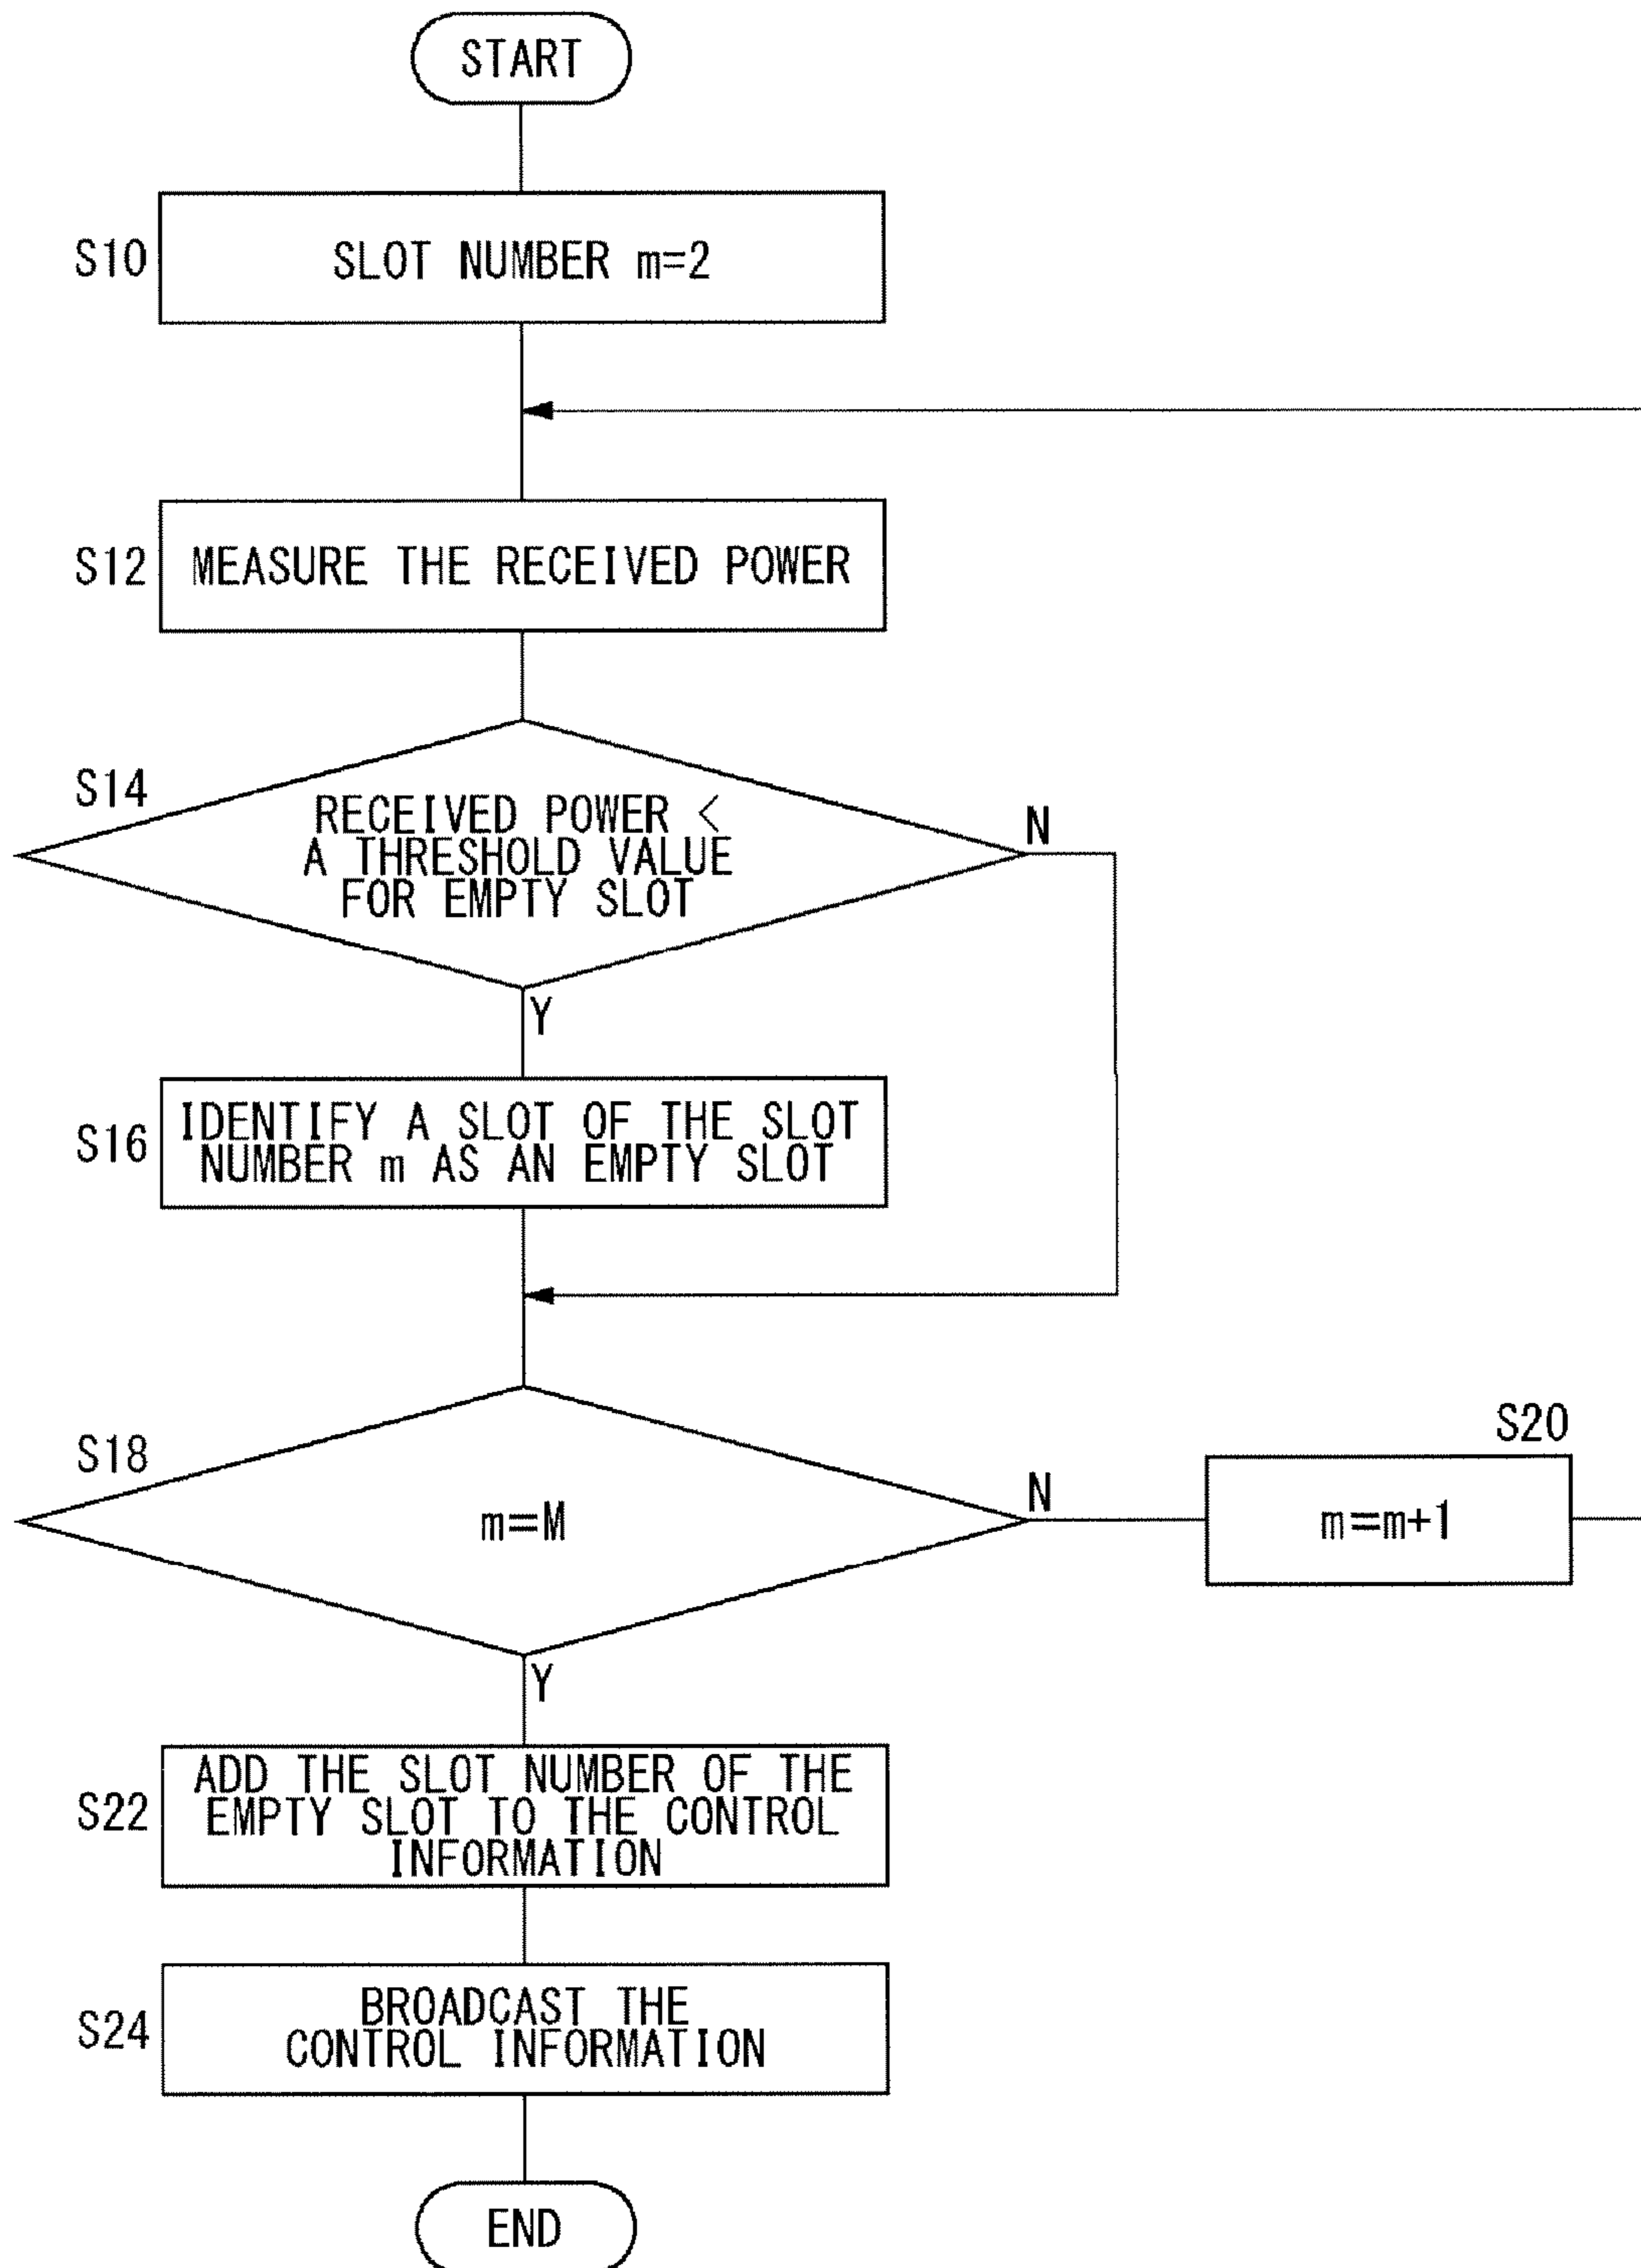 START
S10
SLOT NUMBER m=2
S12
MEASURE THE RECEIVED POWER
S14
RECEIVED POWER <
A THRESHOLD VALUE
FOR EMPTY SLOT
N
Y
S16
IDENTIFY A SLOT OF THE SLOT
NUMBER m AS AN EMPTY SLOT
S18
m=M
N
S20
m=m+1
Y
S22
ADD THE SLOT NUMBER OF THE
EMPTY SLOT TO THE CONTROL
INFORMATION
S24
BROADCAST THE
CONTROL INFORMATION
END